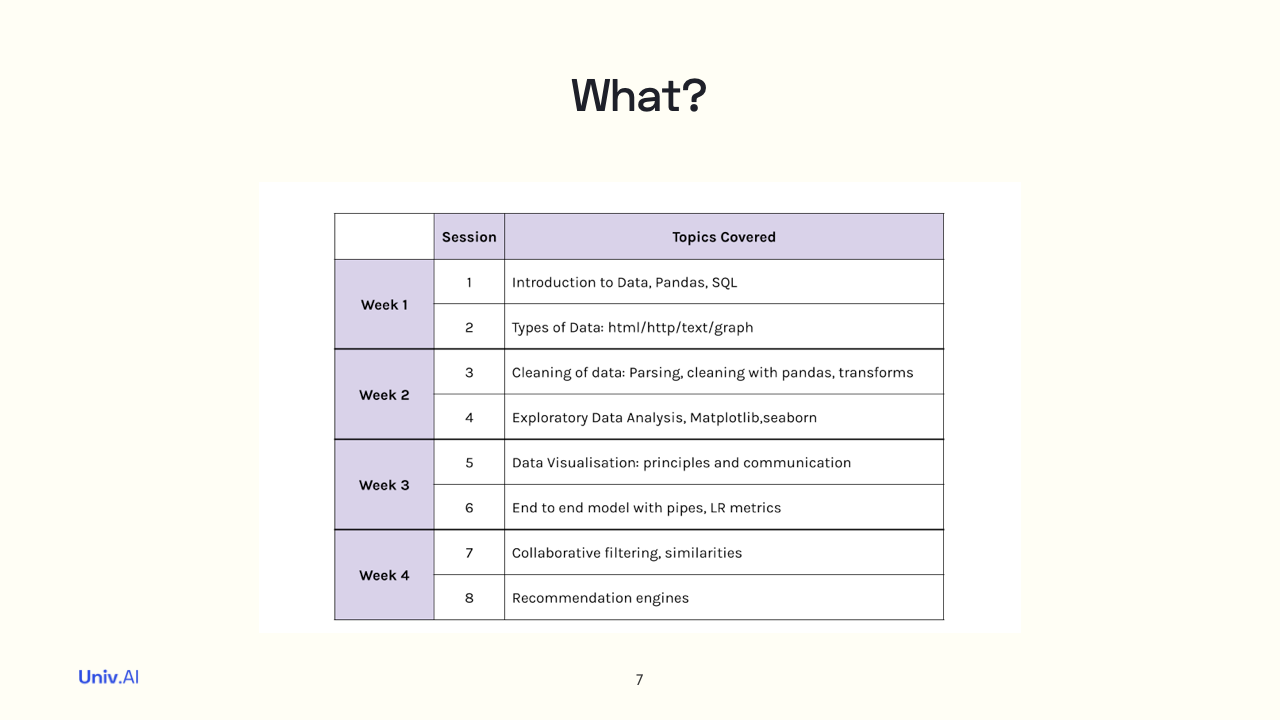 What?
Session Topics Covered
Week 1
1 Introduction to Data, Pandas, SQL
2 Types of Data: html/http/text/graph
Week 2
3 Cleaning of data: Parsing, cleaning with pandas, transforms
4 Exploratory Data Analysis, Matplotlib,seaborn
Week 3
5 Data Visualisation: principles and communication
6 End to end model with pipes, LR metrics
Week 4
7 Collaborative filtering, similarities
8 Recommendation engines
Univ.AI
7